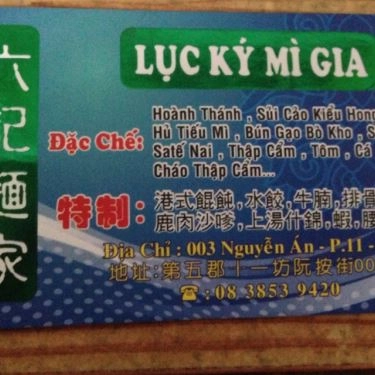 六記麵家
LỤC KÝ MÌ GIA
Hoành Thánh , Sủi Cảo Kiểu Hong
Đặc Chế: Hủ Tiếu Mì , Bún Gạo Bò Kho , S
Satế Nai , Thập Cẩm , Tôm , Cá
Cháo Thập Cẩm...
特制: 港式餛飩,水餃,牛腩,排骨
鹿肉沙嗲,上湯什錦,蝦,腰
Địa Chỉ : 003 Nguyễn Án - P.11 -
地址:第五郡十一坊阮按街00
☎:08 3853 9420